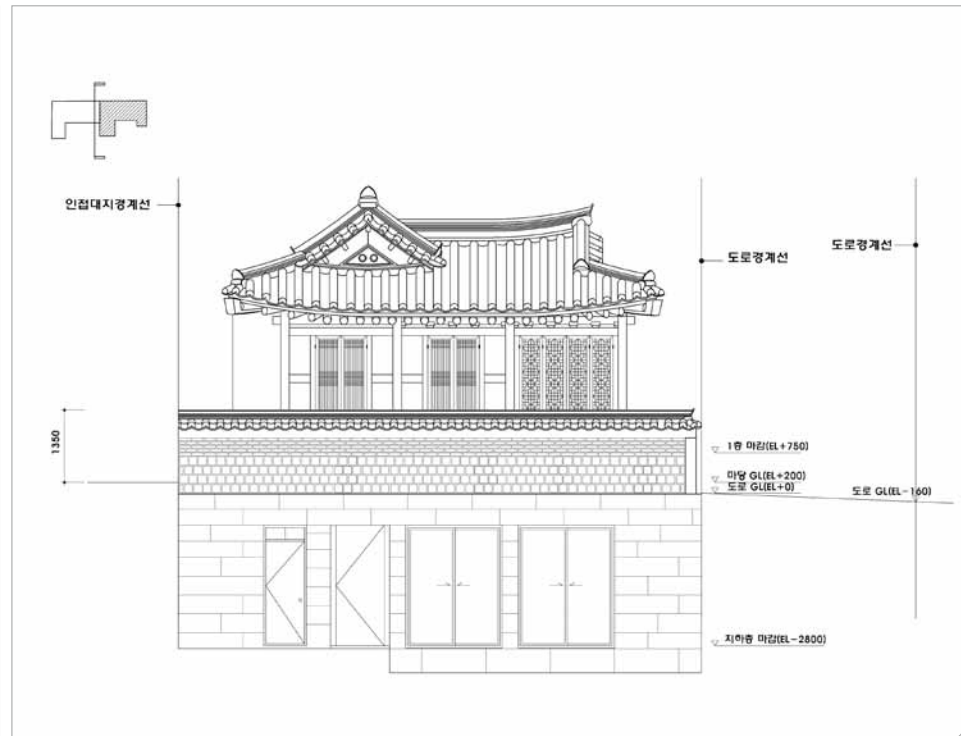 인접대지경계선
도로경계선
도로경계선
1350
1층 마감(EL+750)
마당 GL(EL+200)
도로 GL(EL+0)
도로 GL(EL-160)
지하층 마감(EL-2800)